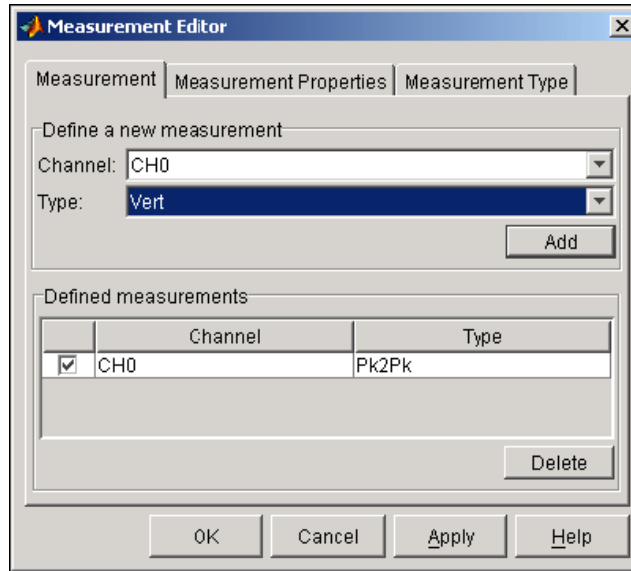 Measurement Editor
Measurement Measurement Properties Measurement Type
Define a new measurement
Channel: CH0
Type: Vert
Add
Defined measurements
Channel Type
CH0 Pk2Pk
Delete
OK Cancel Apply Help